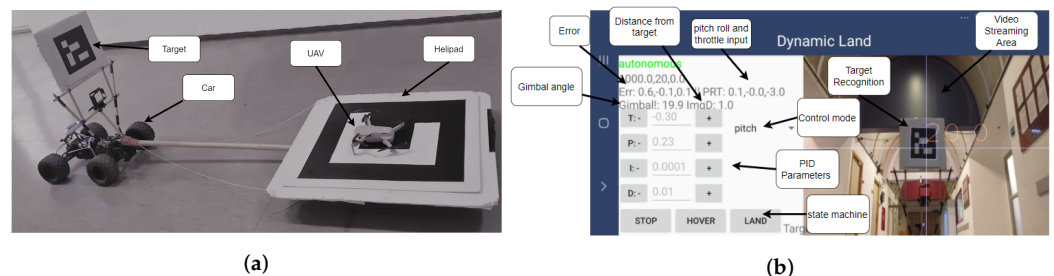 Target
Car
UAV
Helipad
(a)
Error
Distance from
target
pitch roll and
throttle input
Video
Streaming
Area
Dynamic Land
autonomous
000.0,20,0.0
Err: 0.6,-0.1,0.1 | PRT: 0.1,-0.0,-3.0
Gimbal!: 19.9 ImgD: 1.0
Gimbal angle
Target
Recognition
T: - -0.30 +
pitch
Control mode
P: - 0.23 +
I: - 0.0001 +
PID
Parameters
D: - 0.01 +
state machine
STOP HOVER LAND
Targe
(b)